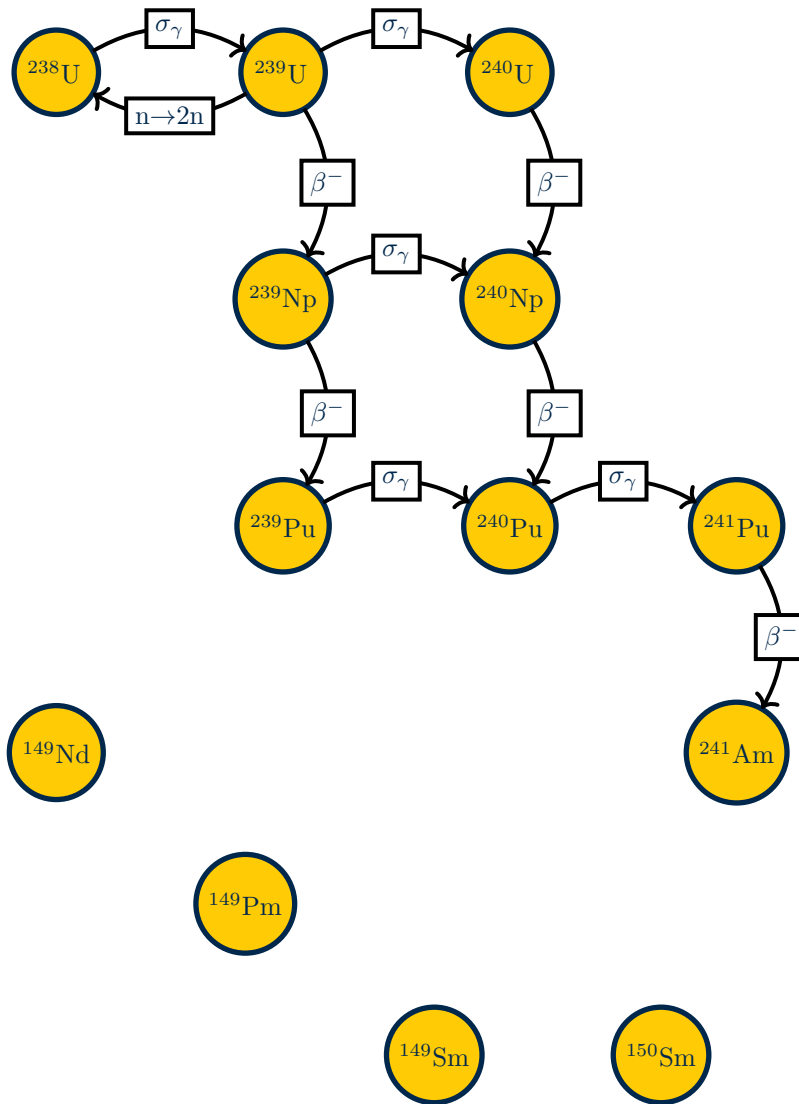 σγ σγ
²³⁸U ²³⁹U ²⁴⁰U
n→2n
β⁻ β⁻
σγ
²³⁹Np ²⁴⁰Np
β⁻ β⁻
σγ σγ
²³⁹Pu ²⁴⁰Pu ²⁴¹Pu
β⁻
¹⁴⁹Nd ²⁴¹Am
¹⁴⁹Pm
¹⁴⁹Sm ¹⁵⁰Sm